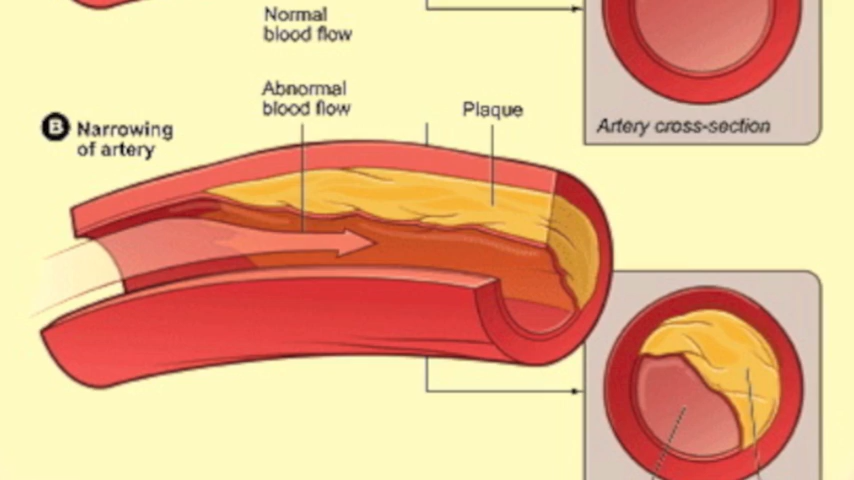 Normal
blood flow
Abnormal
blood flow
Plaque
B Narrowing
of artery
Artery cross-section